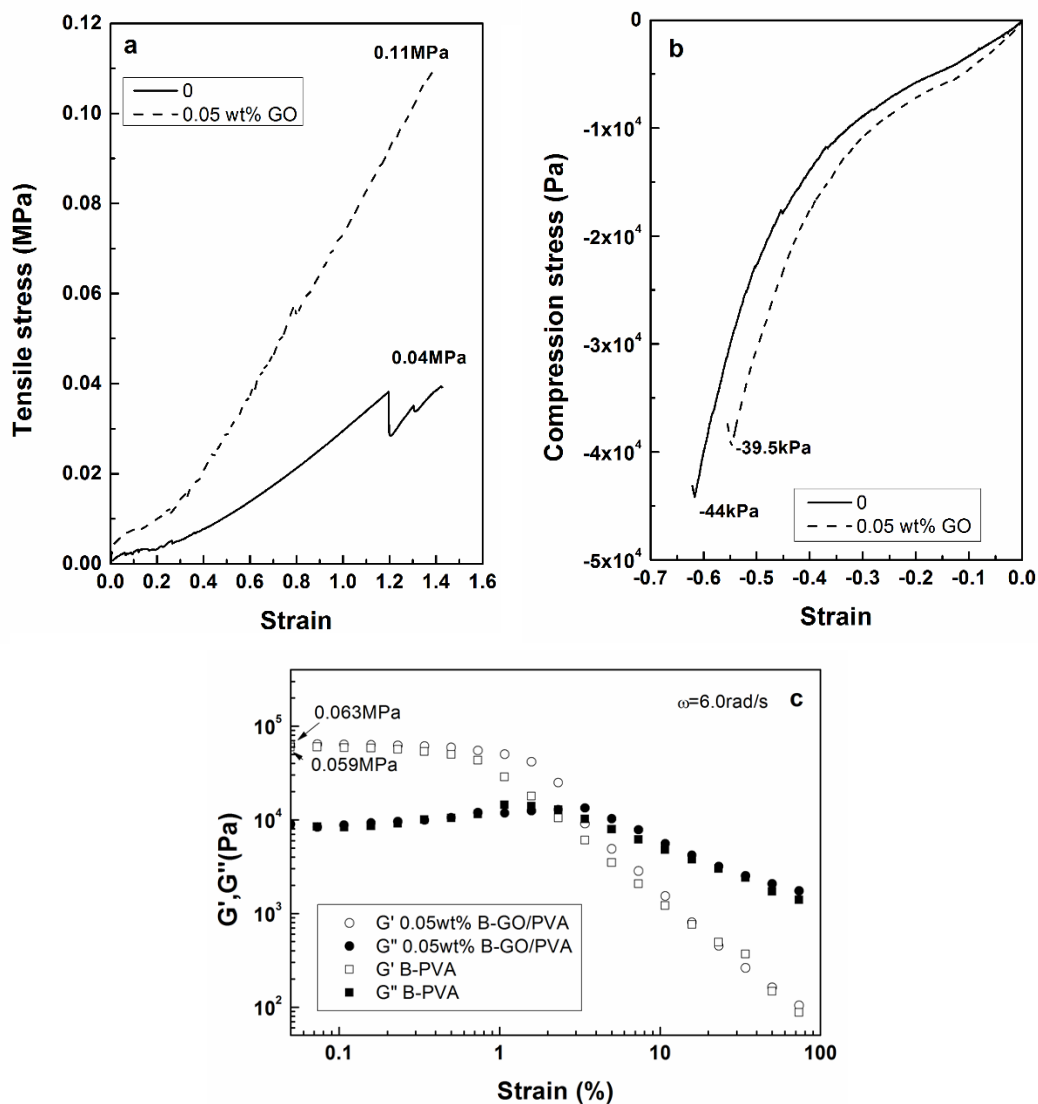 a
0.12
0.10
0.08
0.06
0.04
0.02
0.00
Tensile stress (MPa)
0
0.05 wt% GO
0.11MPa
0.04MPa
0.0 0.2 0.4 0.6 0.8 1.0 1.2 1.4 1.6
Strain
b
0
-1x10⁴
-2x10⁴
-3x10⁴
-4x10⁴
-5x10⁴
Compression stress (Pa)
-39.5kPa
-44kPa
0
0.05 wt% GO
-0.7 -0.6 -0.5 -0.4 -0.3 -0.2 -0.1 0.0
Strain
ω=6.0rad/s c
0.063MPa
0.059MPa
10⁵
10⁴
10³
10²
G',G''(Pa)
G' 0.05wt% B-GO/PVA
G'' 0.05wt% B-GO/PVA
G' B-PVA
G'' B-PVA
0.1 1 10 100
Strain (%)